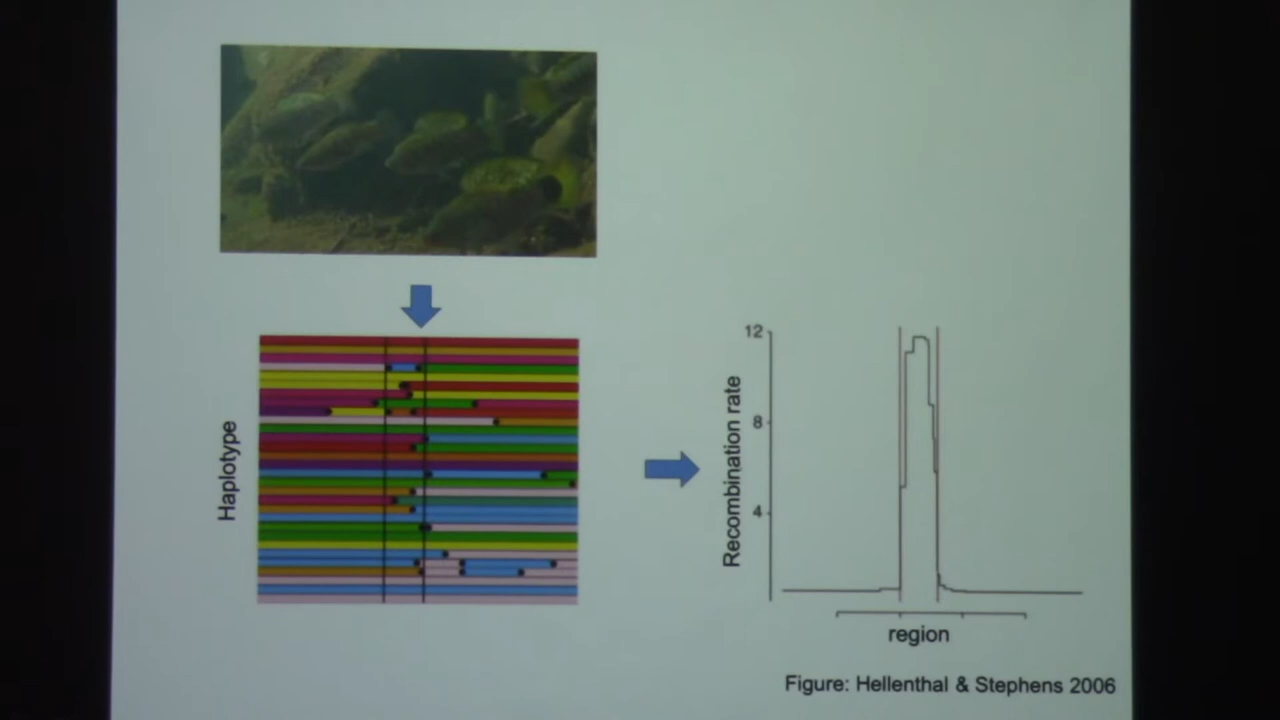 Haplotype
Recombination rate
12
8
4
region
Figure: Hellenthal & Stephens 2006